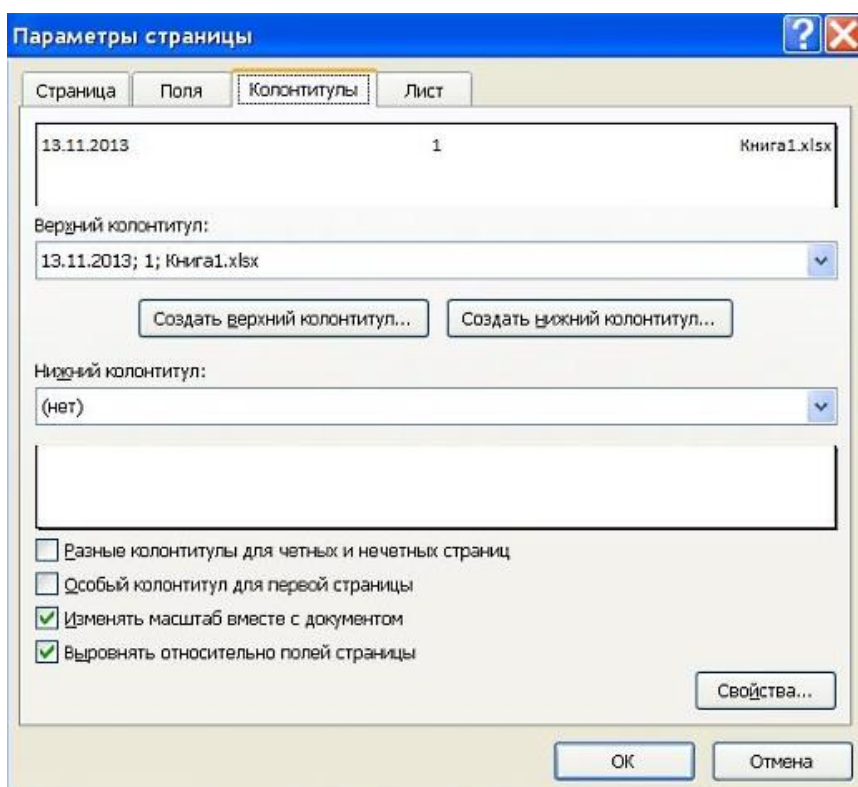 Параметры страницы
Страница Поля Колонтитулы Лист
13.11.2013 1 Книга1.xlsx
Верхний колонтитул:
13.11.2013; 1; Книга1.xlsx
Создать верхний колонтитул... Создать нижний колонтитул...
Нижний колонтитул:
(нет)
Разные колонтитулы для четных и нечетных страниц
Особый колонтитул для первой страницы
Изменять масштаб вместе с документом
Выровнять относительно полей страницы
Свойства...
ОК Отмена